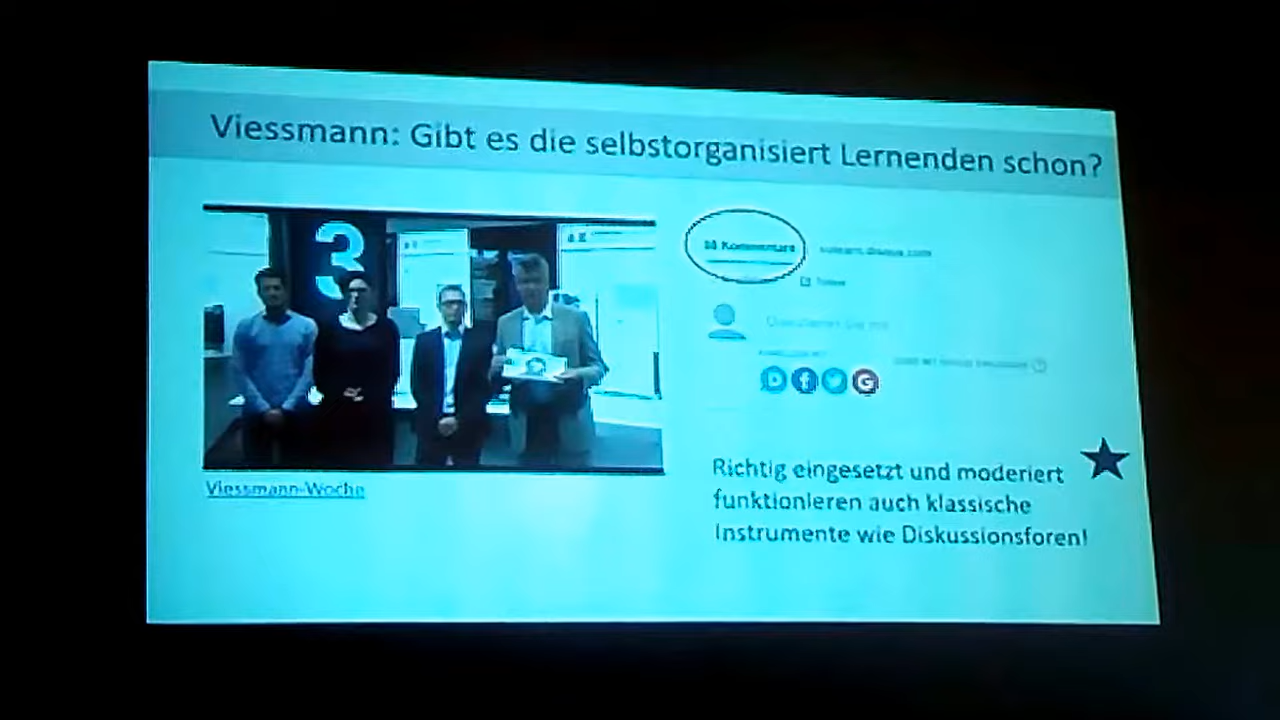 Viessmann: Gibt es die selbstorganisiert Lernenden schon?
3
Kommentare
Viessmann-Woche
Richtig eingesetzt und moderiert
funktionieren auch klassische
Instrumente wie Diskussionsforen!